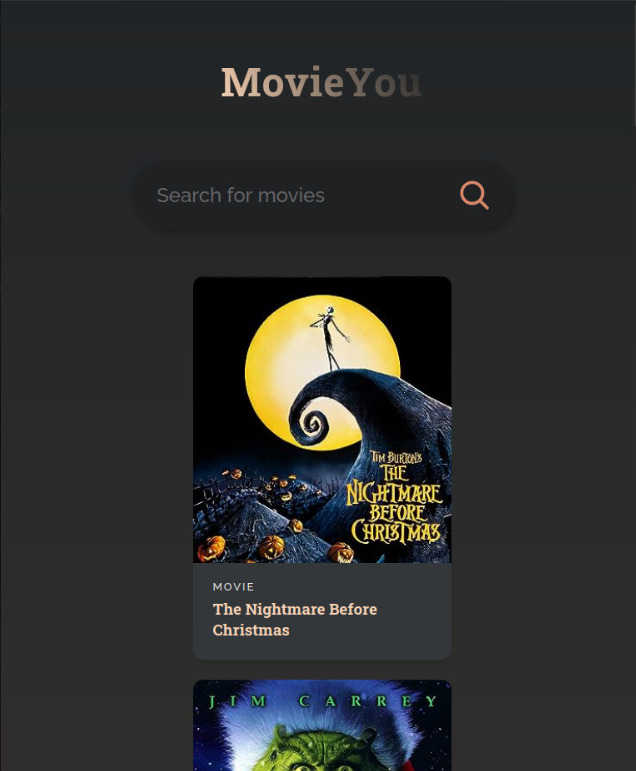 MovieYou
Search for movies
TIM BURTON'S
THE
NIGHTMARE
BEFORE
CHRISTMAS
MOVIE
The Nightmare Before
Christmas
JIM CARREY